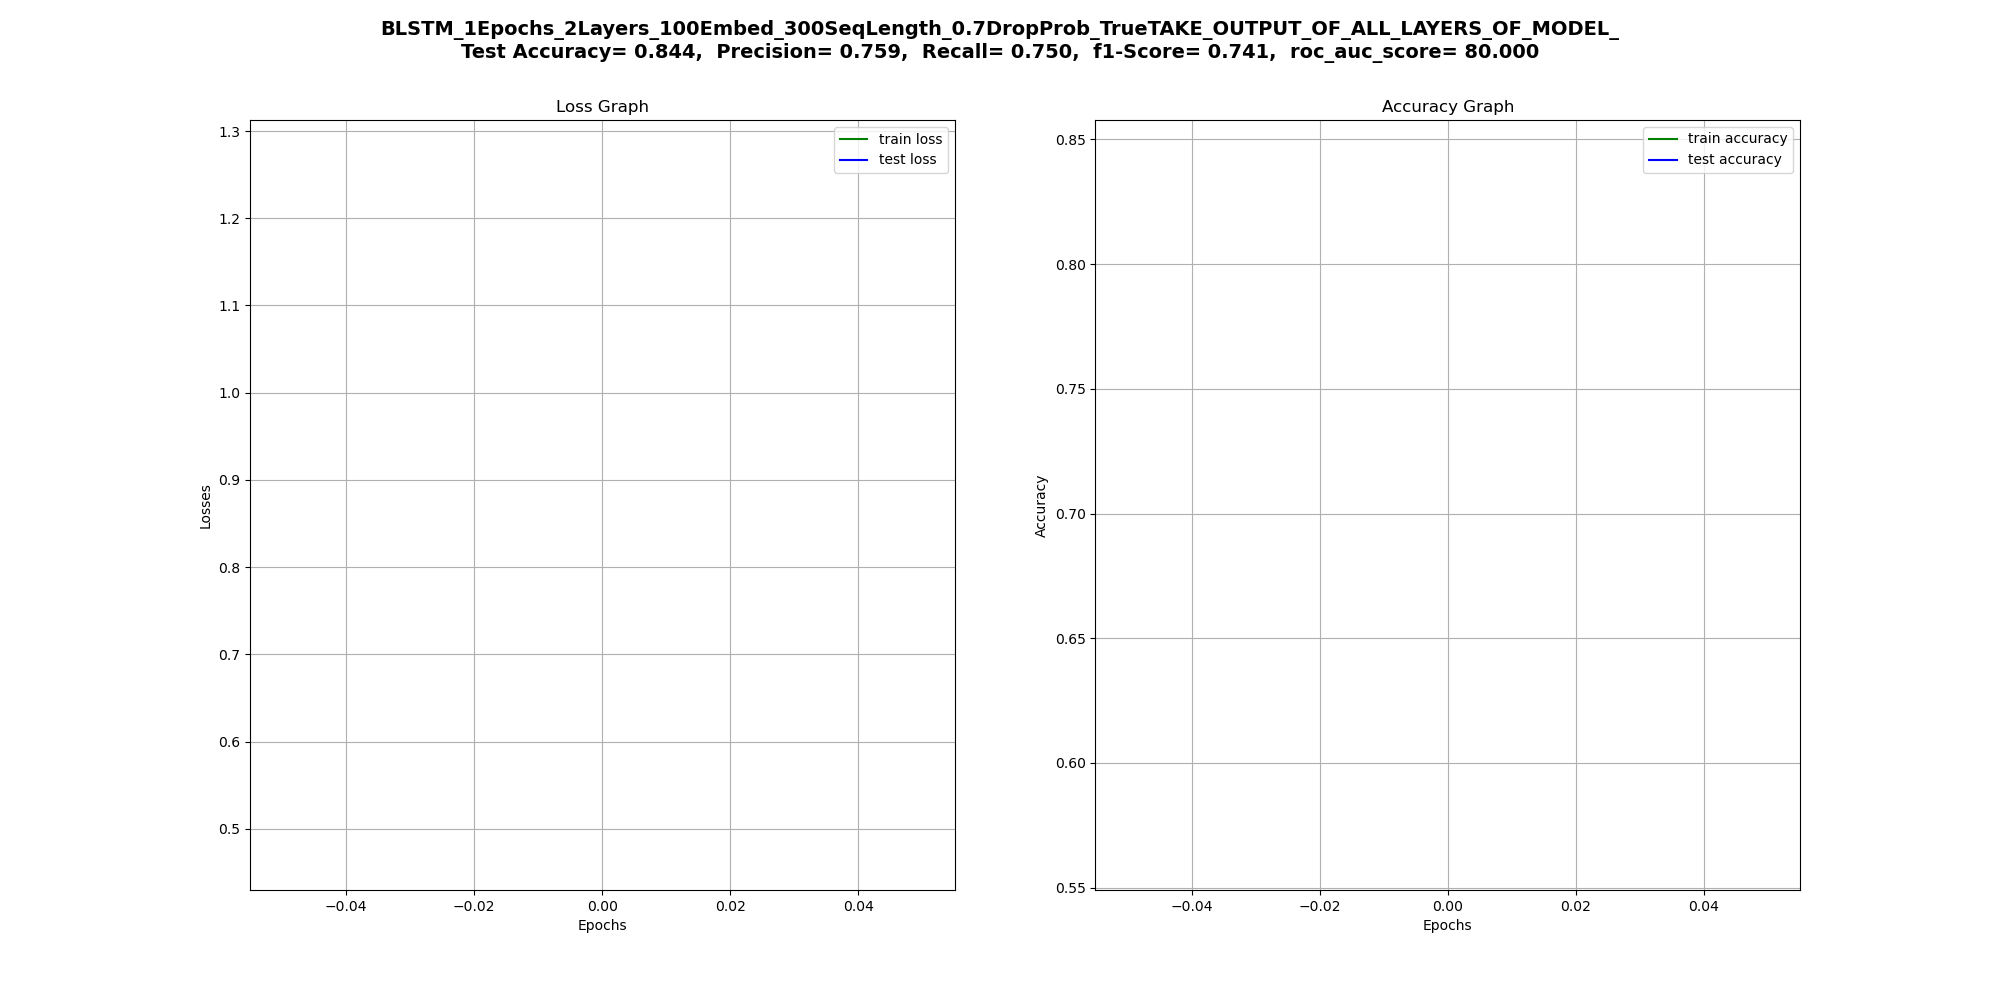 BLSTM_1Epochs_2Layers_100Embed_300SeqLength_0.7DropProb_TrueTAKE_OUTPUT_OF_ALL_LAYERS_OF_MODEL_
Test Accuracy= 0.844,  Precision= 0.759,  Recall= 0.750,  f1-Score= 0.741,  roc_auc_score= 80.000
Loss Graph
train loss
test loss
1.3
1.2
1.1
1.0
0.9
0.8
0.7
0.6
0.5
Losses
−0.04
−0.02
0.00
0.02
0.04
Epochs
Accuracy Graph
train accuracy
test accuracy
0.85
0.80
0.75
0.70
0.65
0.60
0.55
Accuracy
−0.04
−0.02
0.00
0.02
0.04
Epochs